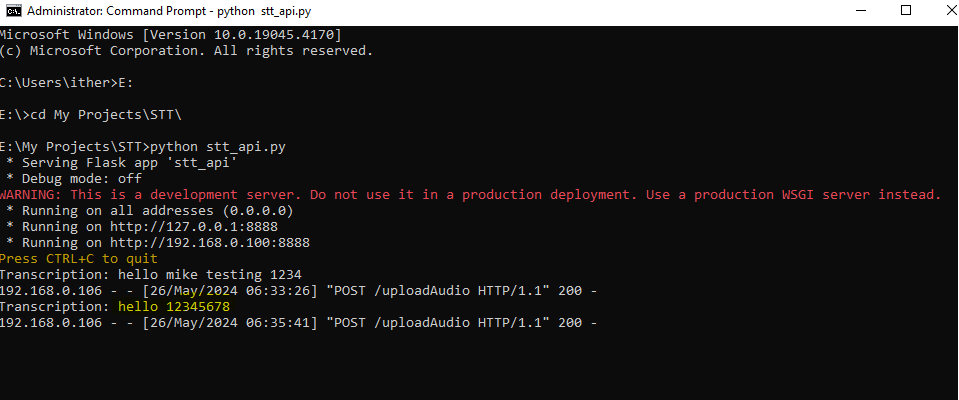 Administrator: Command Prompt - python  stt_api.py
Microsoft Windows [Version 10.0.19045.4170]
(c) Microsoft Corporation. All rights reserved.
C:\Users\ither>E:
E:\>cd My Projects\STT\
E:\My Projects\STT>python stt_api.py
 * Serving Flask app 'stt_api'
 * Debug mode: off
WARNING: This is a development server. Do not use it in a production deployment. Use a production WSGI server instead.
 * Running on all addresses (0.0.0.0)
 * Running on http://127.0.0.1:8888
 * Running on http://192.168.0.100:8888
Press CTRL+C to quit
Transcription: hello mike testing 1234
192.168.0.106 - - [26/May/2024 06:33:26] "POST /uploadAudio HTTP/1.1" 200 -
Transcription: hello 12345678
192.168.0.106 - - [26/May/2024 06:35:41] "POST /uploadAudio HTTP/1.1" 200 -